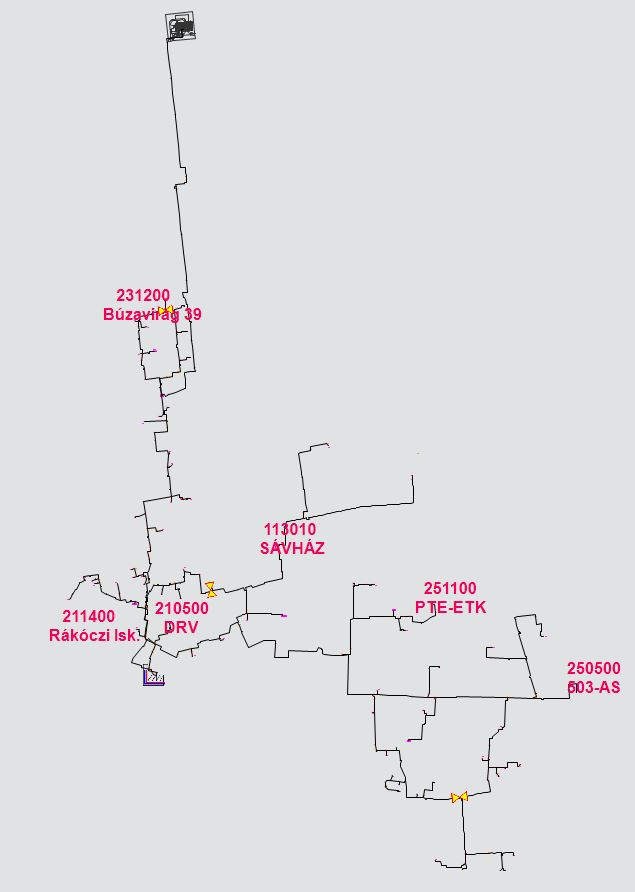 231200
Búzavirág 39
113010
SÁVHÁZ
251100
PTE-ETK
210500
DRV
211400
Rákóczi Isk.
250500
503-AS